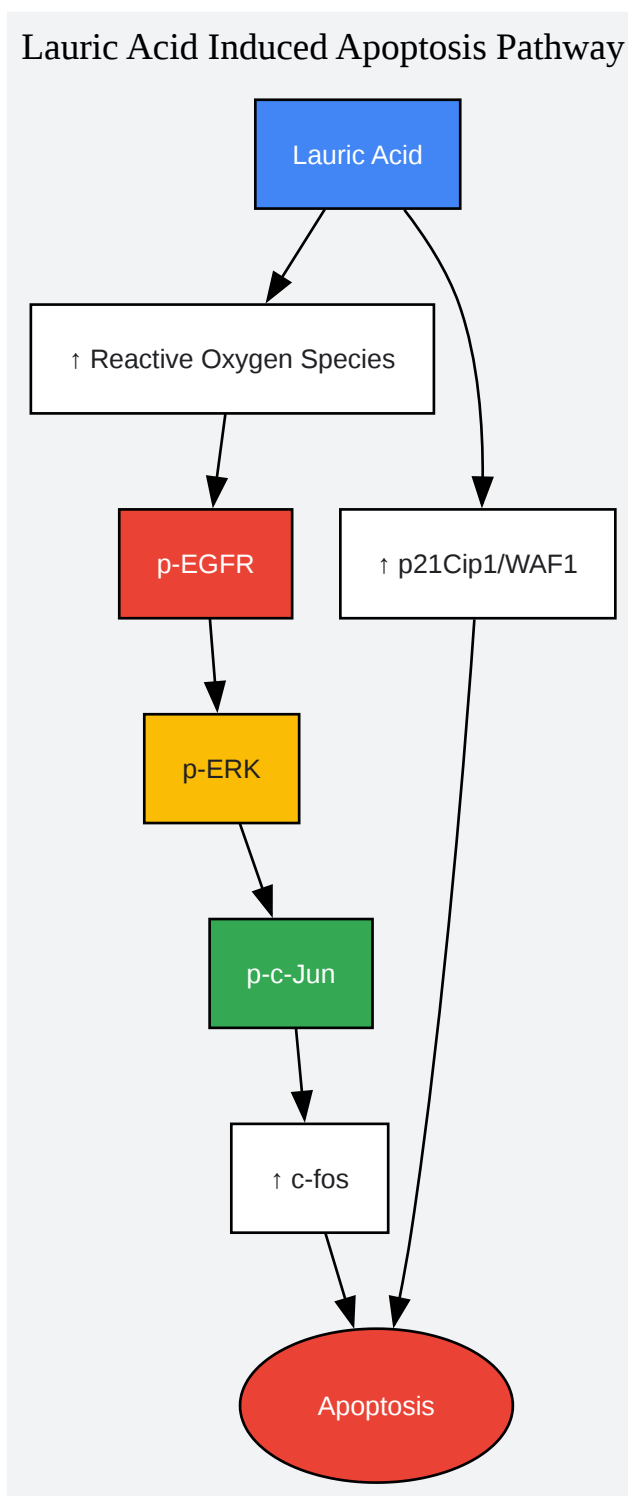 Lauric Acid Induced Apoptosis Pathway
Lauric Acid
↑ Reactive Oxygen Species
p-EGFR
↑ p21Cip1/WAF1
p-ERK
p-c-Jun
↑ c-fos
Apoptosis